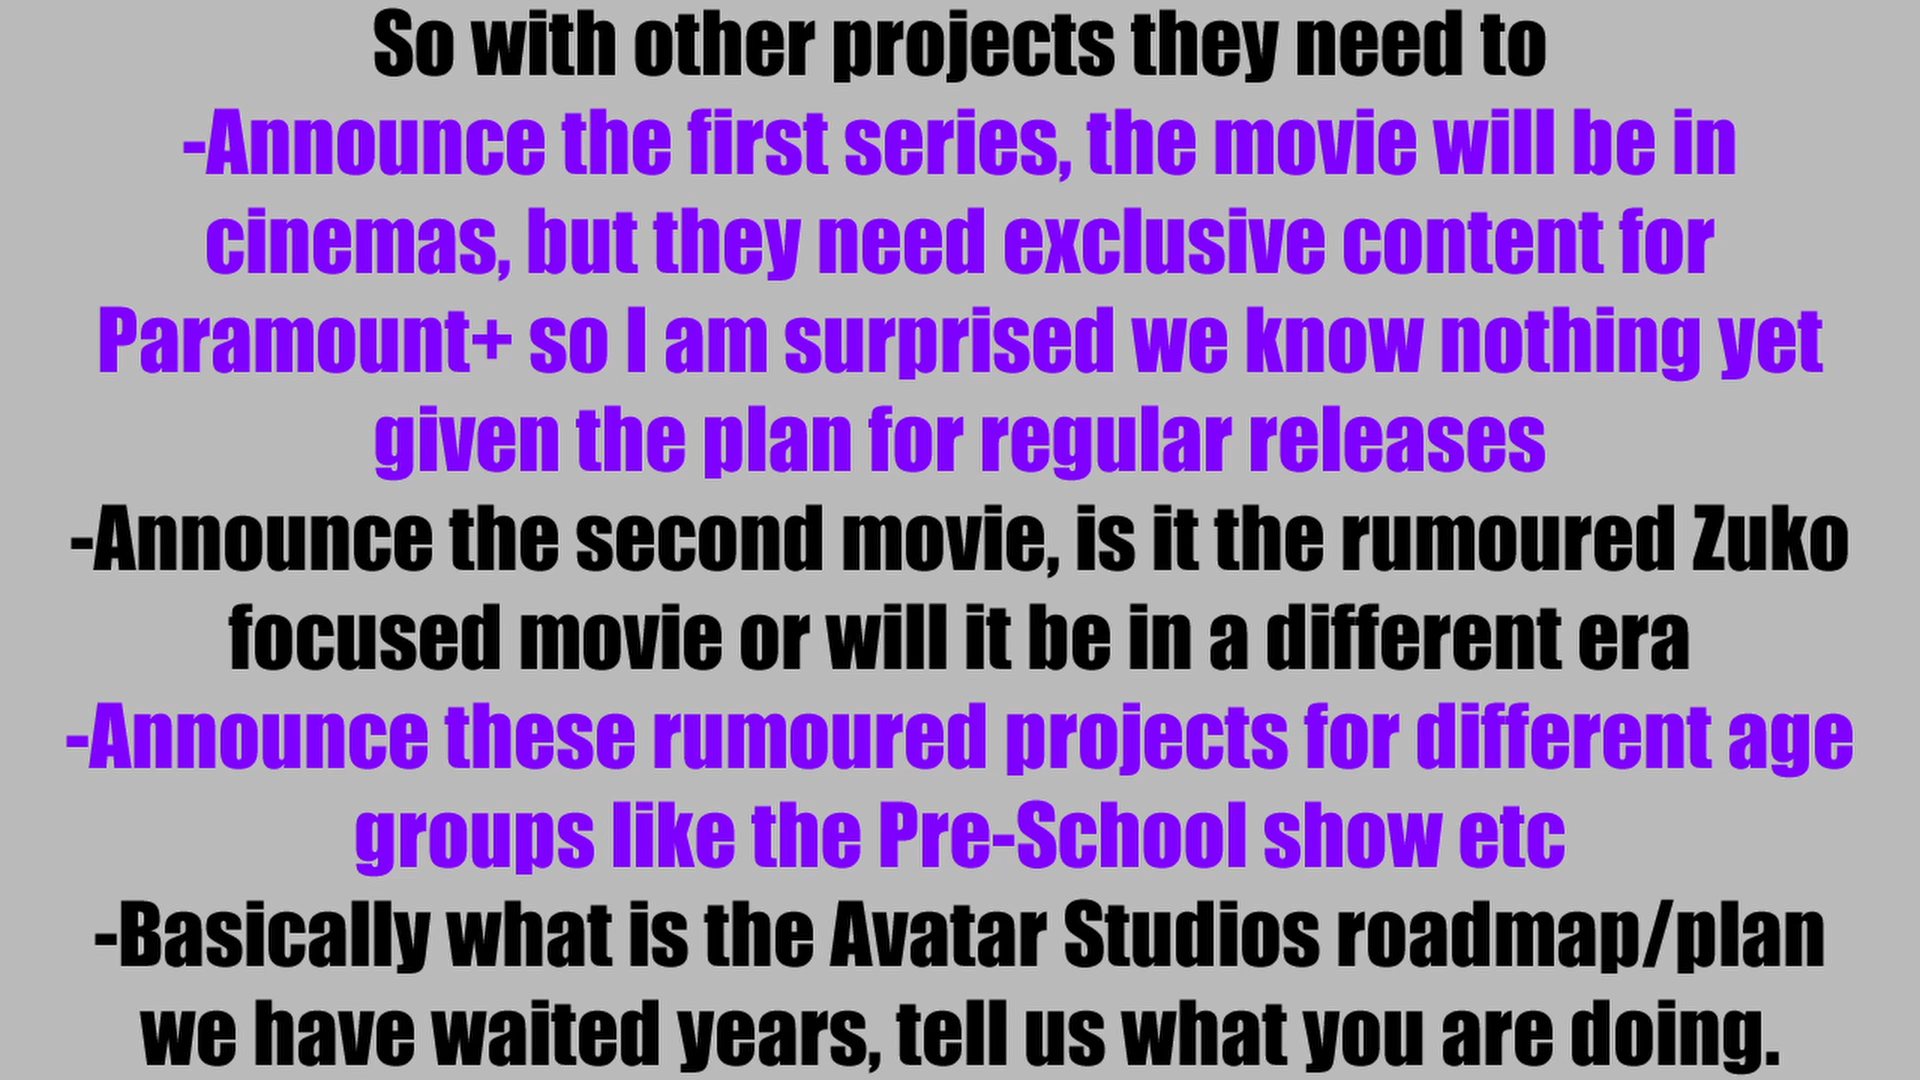 So with other projects they need to
-Announce the first series, the movie will be in
cinemas, but they need exclusive content for
Paramount+ so I am surprised we know nothing yet
given the plan for regular releases
-Announce the second movie, is it the rumoured Zuko
focused movie or will it be in a different era
-Announce these rumoured projects for different age
groups like the Pre-School show etc
-Basically what is the Avatar Studios roadmap/plan
we have waited years, tell us what you are doing.